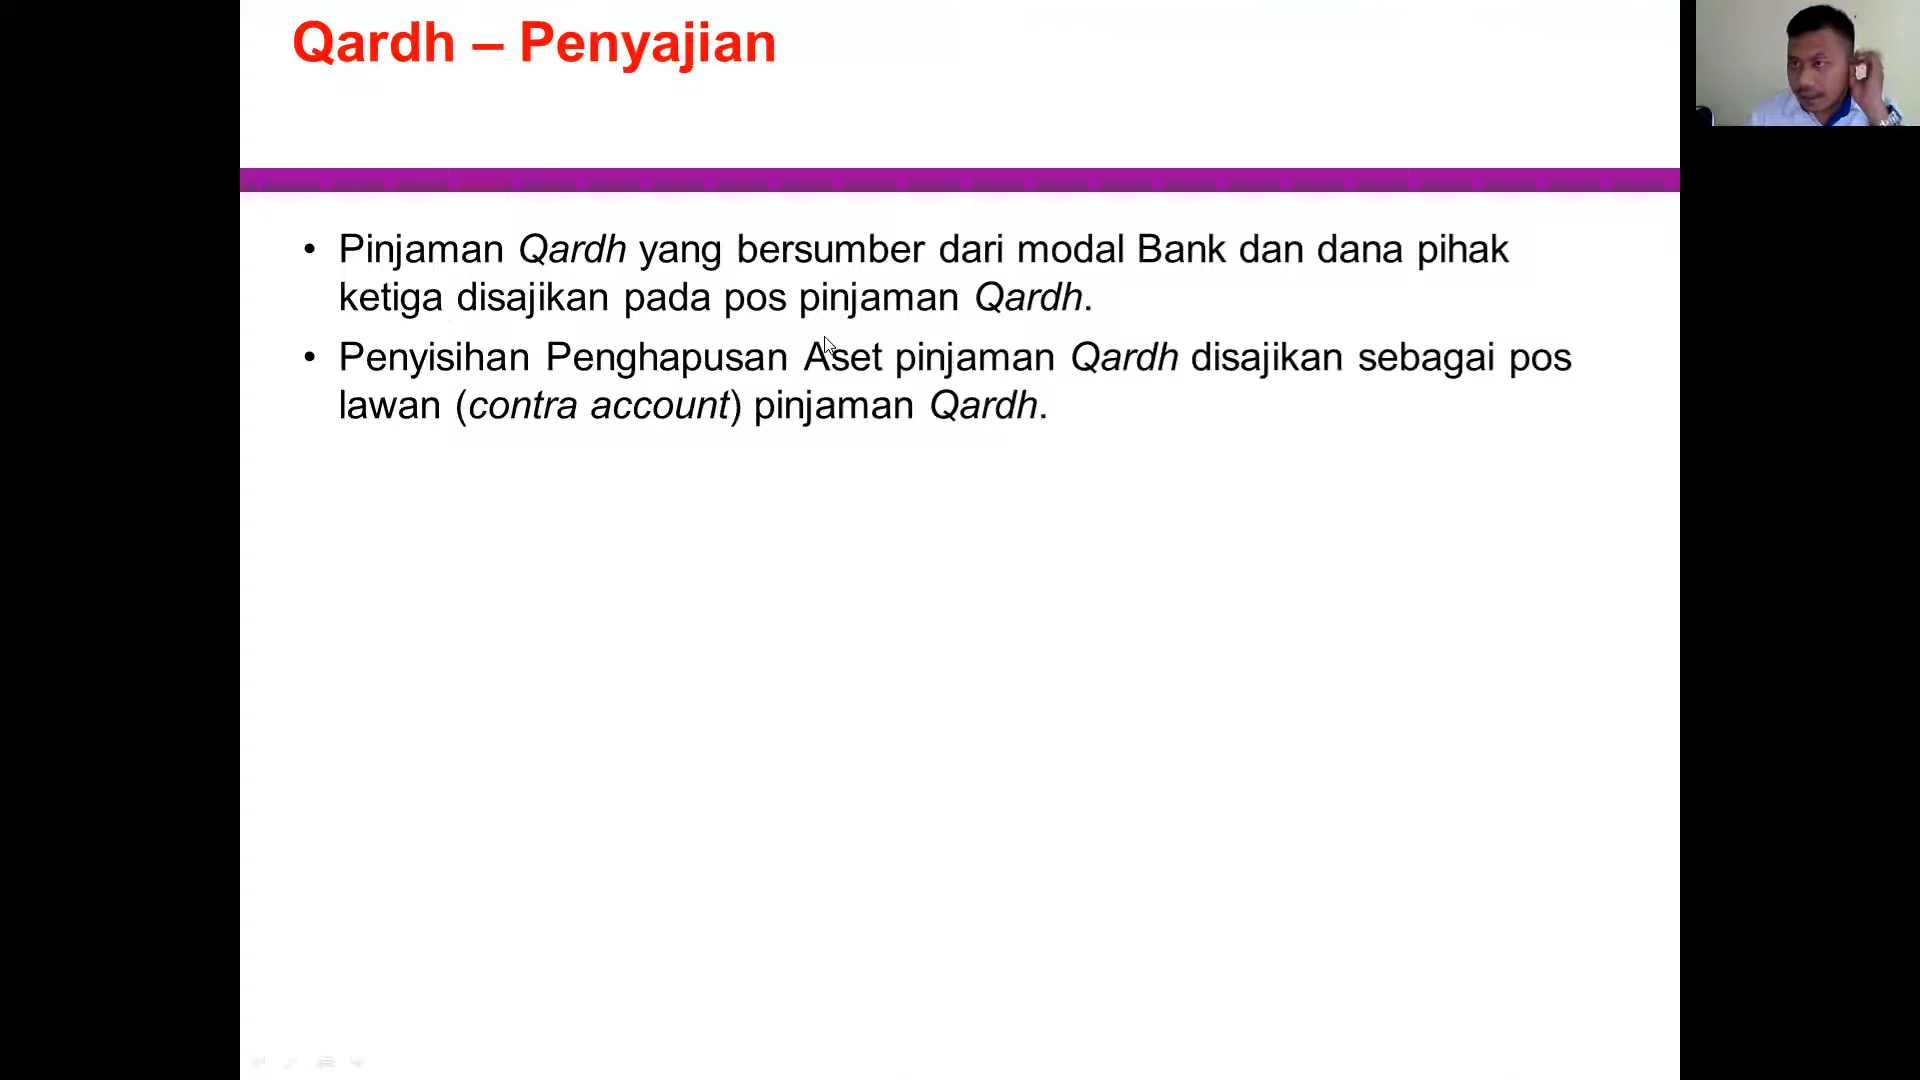 Qardh – Penyajian
• Pinjaman Qardh yang bersumber dari modal Bank dan dana pihak
ketiga disajikan pada pos pinjaman Qardh.
• Penyisihan Penghapusan Aset pinjaman Qardh disajikan sebagai pos
lawan (contra account) pinjaman Qardh.